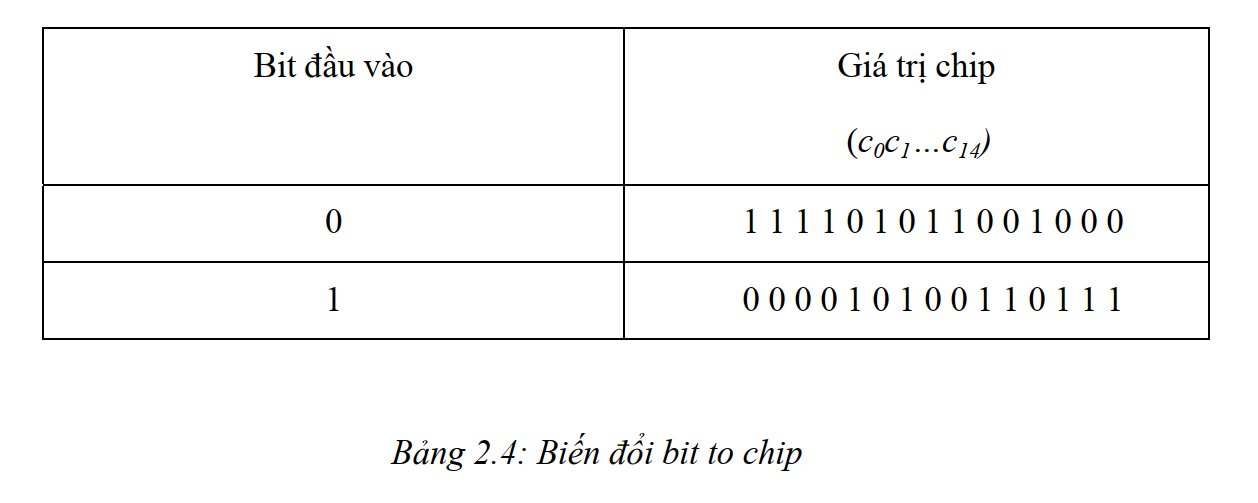 Bit đầu vào
Giá trị chip
(c0c1…c14)
0
1 1 1 1 0 1 0 1 1 0 0 1 0 0 0
1
0 0 0 0 1 0 1 0 0 1 1 0 1 1 1
Bảng 2.4: Biến đổi bit to chip